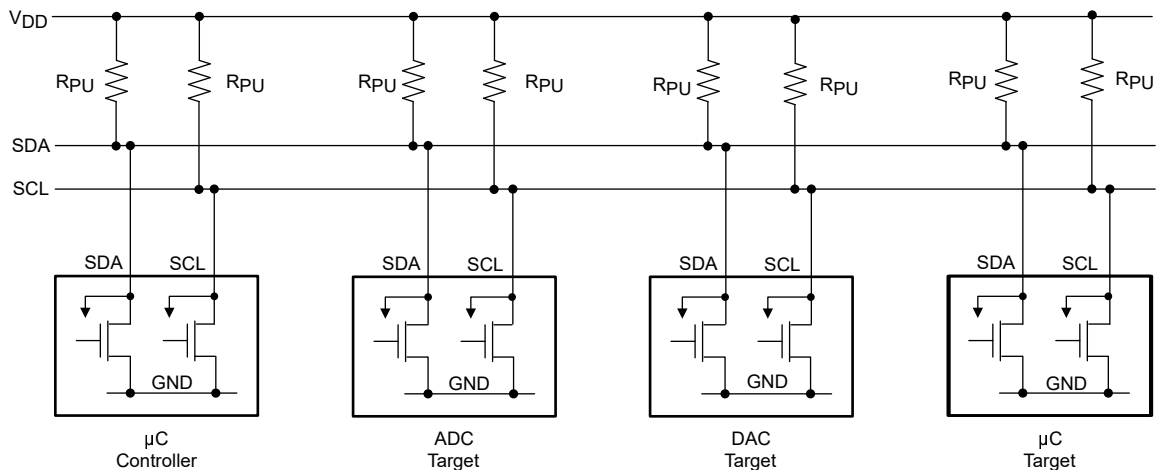 VDD
RPU RPU RPU RPU RPU RPU RPU RPU
SDA
SCL
SDA SCL SDA SCL SDA SCL SDA SCL
GND GND GND GND
µC
Controller
ADC
Target
DAC
Target
µC
Target